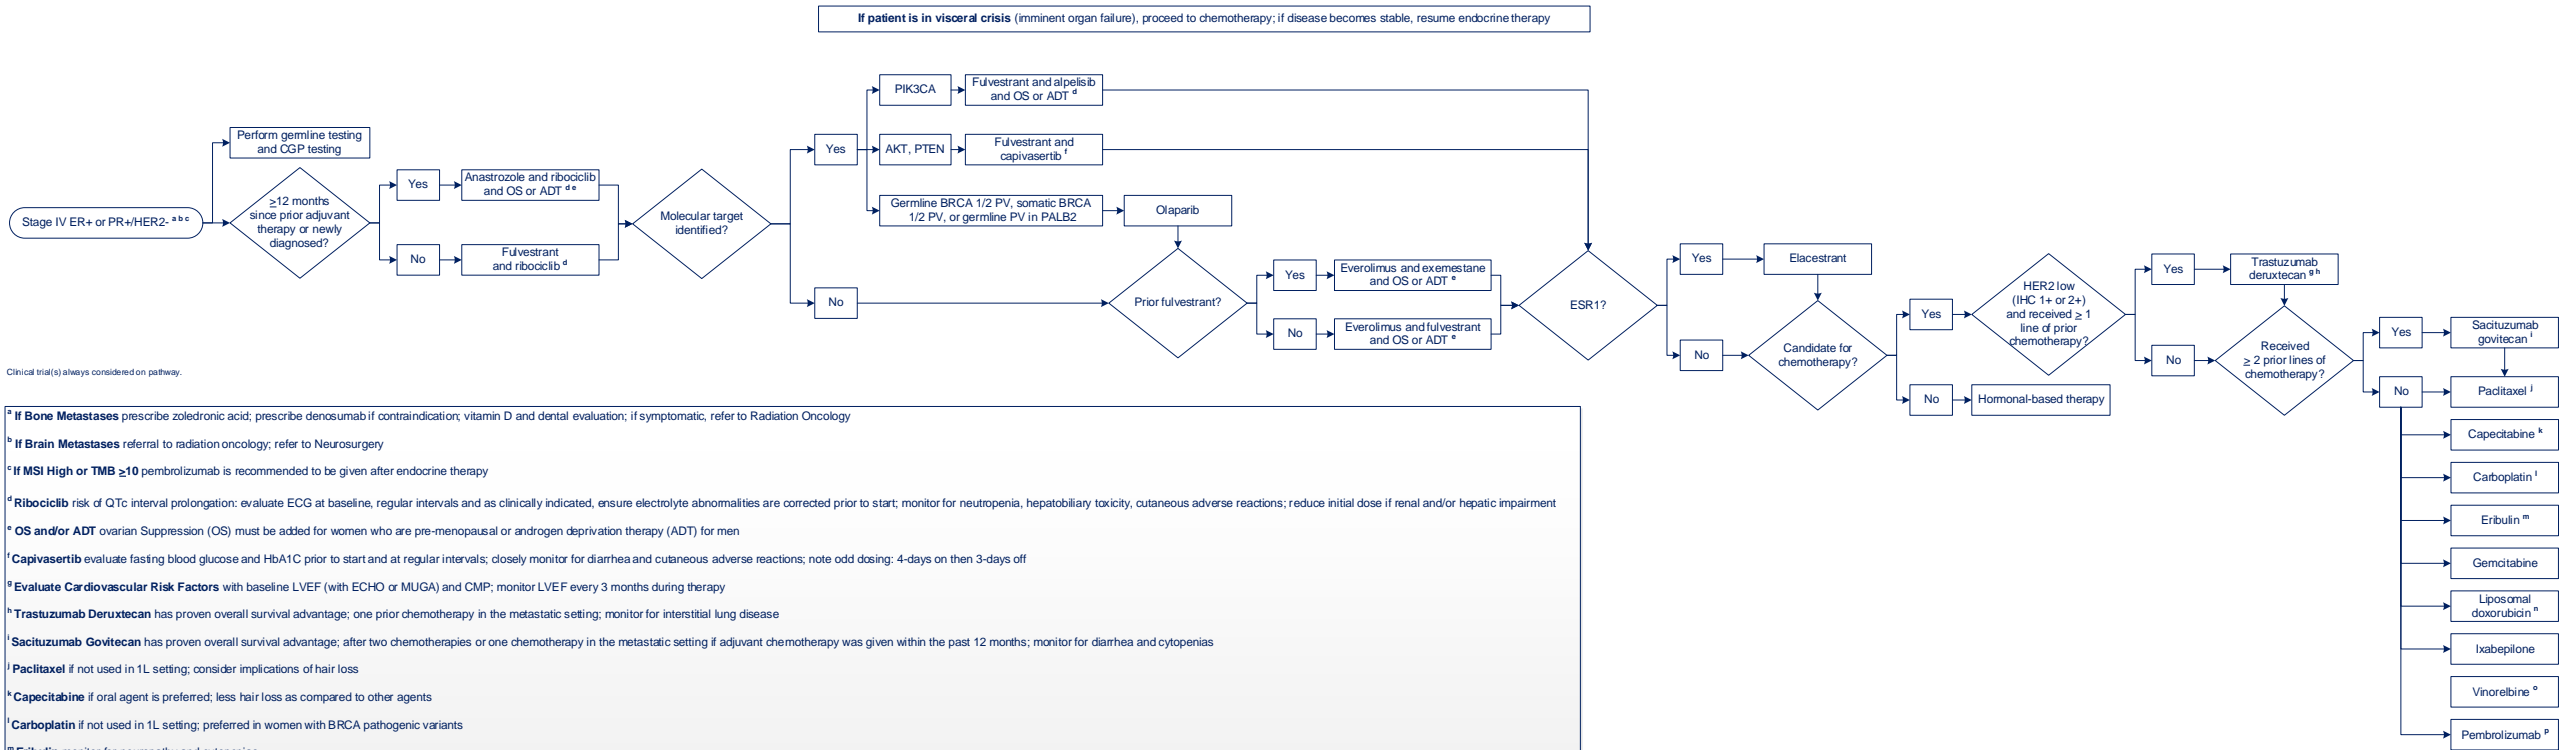 If patient is in visceral crisis (imminent organ failure), proceed to chemotherapy; if disease becomes stable, resume endocrine therapy
Stage IV ER+ or PR+/HER2- a b c
Perform germline testing
and CGP testing
≥12 months
since prior adjuvant
therapy or newly
diagnosed?
Yes
Anastrozole and ribociclib
and OS or ADT d e
No
Fulvestrant
and ribociclib d
Molecular target
identified?
Yes
PIK3CA
Fulvestrant and alpelisib
and OS or ADT d
AKT, PTEN
Fulvestrant and
capivasertib f
Germline BRCA 1/2 PV, somatic BRCA
1/2 PV, or germline PV in PALB2
Olaparib
No
Prior fulvestrant?
Yes
Everolimus and exemestane
and OS or ADT e
No
Everolimus and fulvestrant
and OS or ADT e
ESR1?
Yes
Elacestrant
No
Candidate for
chemotherapy?
Yes
HER2 low
(IHC 1+ or 2+)
and received ≥ 1
line of prior
chemotherapy?
No
Hormonal-based therapy
Yes
Trastuzumab
deruxtecan g h
No
Received
≥ 2 prior lines of
chemotherapy?
Yes
Sacituzumab
govitecan i
No
Paclitaxel j
Capecitabine k
Carboplatin l
Eribulin m
Gemcitabine
Liposomal
doxorubicin n
Ixabepilone
Vinorelbine o
Pembrolizumab p
Clinical trial(s) always considered on pathway.
a If Bone Metastases prescribe zoledronic acid; prescribe denosumab if contraindication; vitamin D and dental evaluation; if symptomatic, refer to Radiation Oncology
b If Brain Metastases referral to radiation oncology; refer to Neurosurgery
c If MSI High or TMB ≥10 pembrolizumab is recommended to be given after endocrine therapy
d Ribociclib risk of QTc interval prolongation: evaluate ECG at baseline, regular intervals and as clinically indicated, ensure electrolyte abnormalities are corrected prior to start; monitor for neutropenia, hepatobiliary toxicity, cutaneous adverse reactions; reduce initial dose if renal and/or hepatic impairment
e OS and/or ADT ovarian Suppression (OS) must be added for women who are pre-menopausal or androgen deprivation therapy (ADT) for men
f Capivasertib evaluate fasting blood glucose and HbA1C prior to start and at regular intervals; closely monitor for diarrhea and cutaneous adverse reactions; note odd dosing: 4-days on then 3-days off
g Evaluate Cardiovascular Risk Factors with baseline LVEF (with ECHO or MUGA) and CMP; monitor LVEF every 3 months during therapy
h Trastuzumab Deruxtecan has proven overall survival advantage; one prior chemotherapy in the metastatic setting; monitor for interstitial lung disease
i Sacituzumab Govitecan has proven overall survival advantage; after two chemotherapies or one chemotherapy in the metastatic setting if adjuvant chemotherapy was given within the past 12 months; monitor for diarrhea and cytopenias
j Paclitaxel if not used in 1L setting; consider implications of hair loss
k Capecitabine if oral agent is preferred; less hair loss as compared to other agents
l Carboplatin if not used in 1L setting; preferred in women with BRCA pathogenic variants